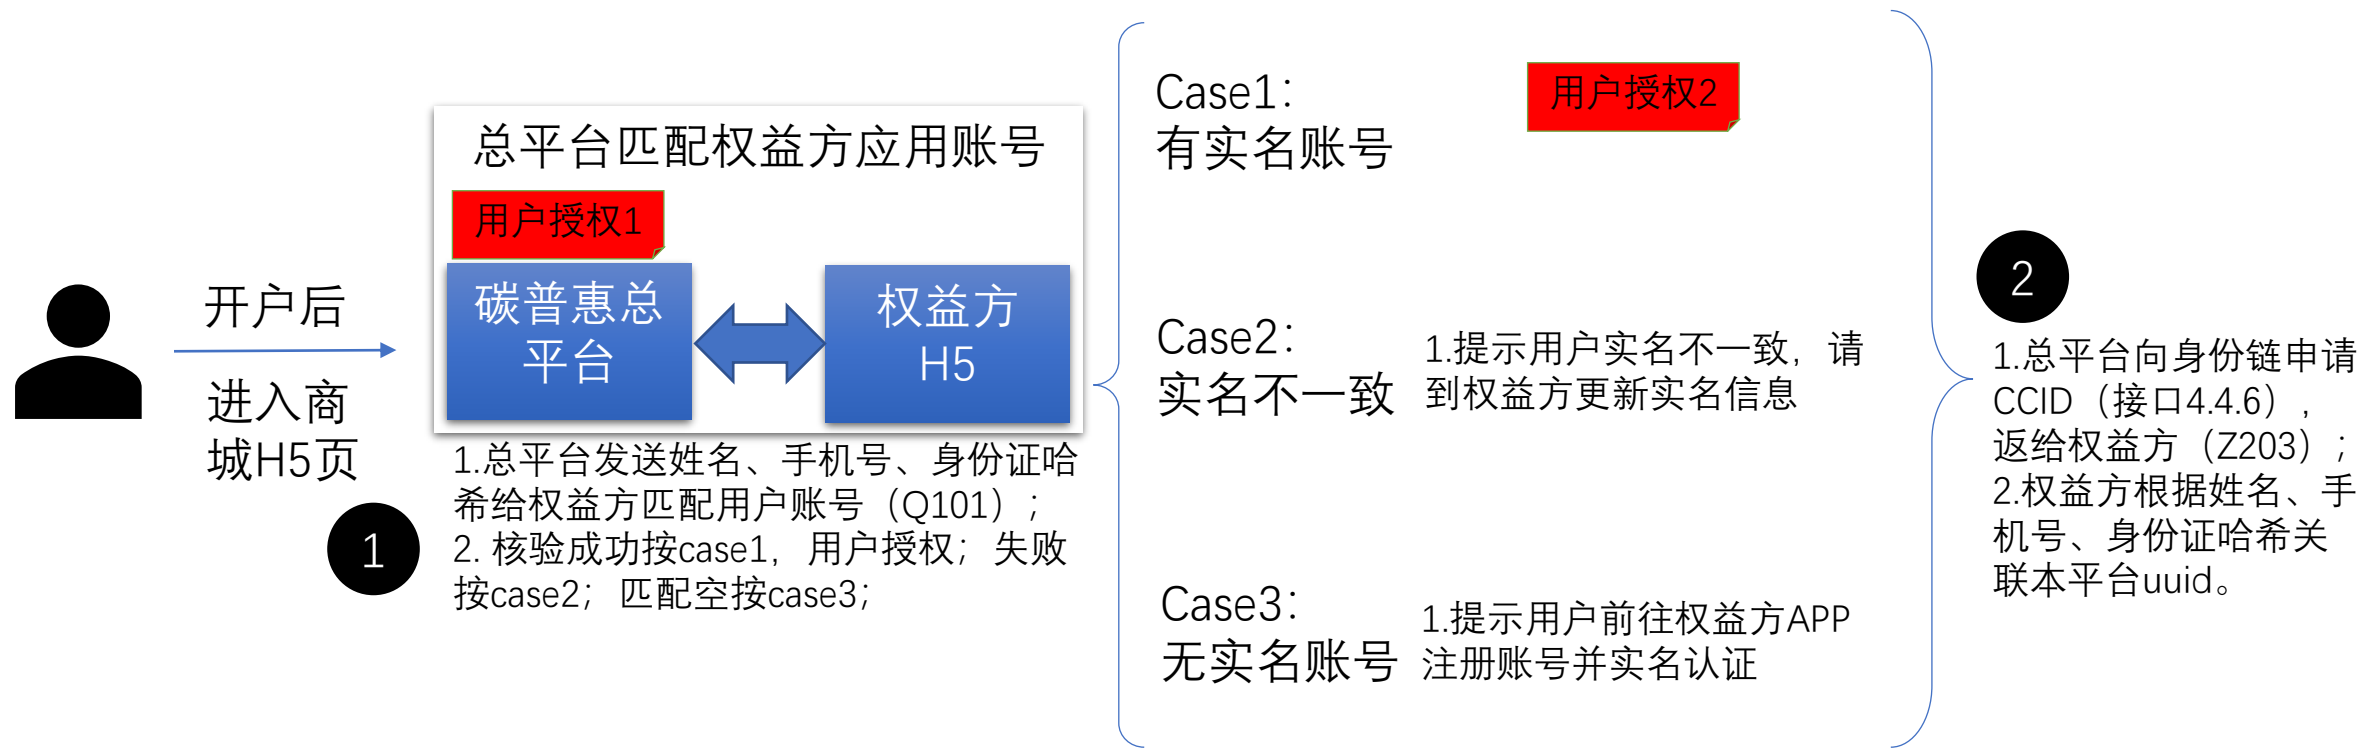 开户后
进入商
城H5页
1
总平台匹配权益方应用账号
用户授权1
碳普惠总
平台
权益方
H5
1.总平台发送姓名、手机号、身份证哈
希给权益方匹配用户账号（Q101）；
2. 核验成功按case1，用户授权；失败
按case2；匹配空按case3；
Case1：
有实名账号
用户授权2
Case2：
实名不一致
1.提示用户实名不一致，请
到权益方更新实名信息
Case3：
无实名账号
1.提示用户前往权益方APP
注册账号并实名认证
2
1.总平台向身份链申请
CCID（接口4.4.6），
返给权益方（Z203）；
2.权益方根据姓名、手
机号、身份证哈希关
联本平台uuid。